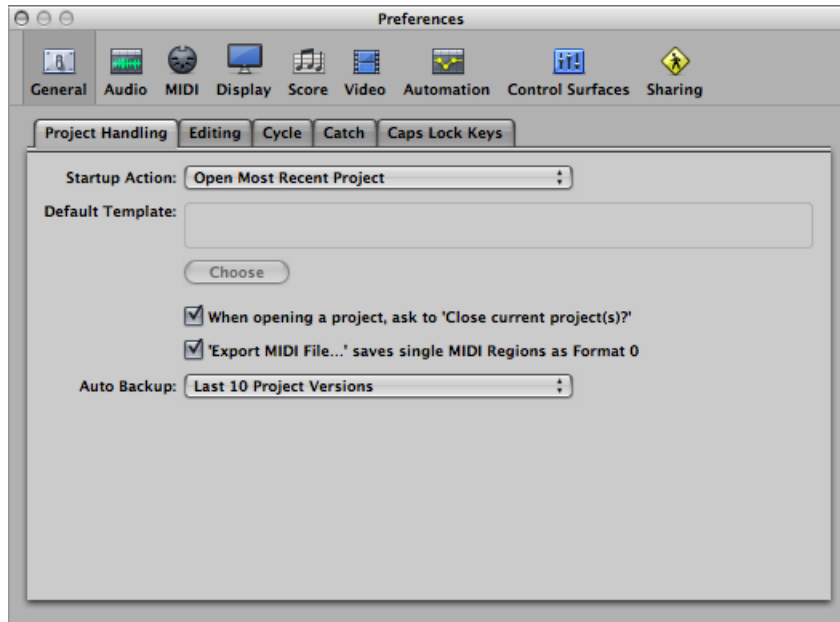 Preferences
General Audio MIDI Display Score Video Automation Control Surfaces Sharing
Project Handling Editing Cycle Catch Caps Lock Keys
Startup Action: Open Most Recent Project
Default Template:
Choose
When opening a project, ask to 'Close current project(s)?'
'Export MIDI File...' saves single MIDI Regions as Format 0
Auto Backup: Last 10 Project Versions